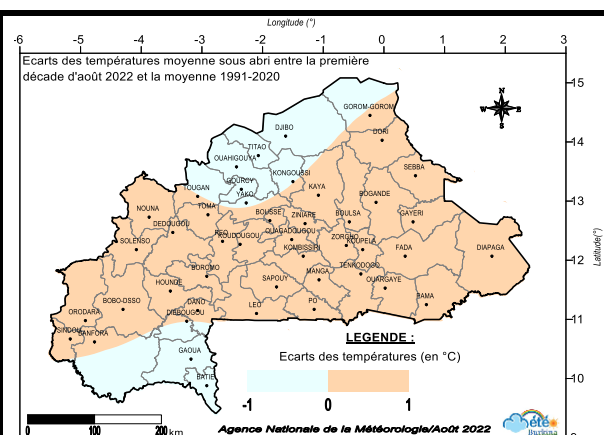 Longitude (°)
-6 -5 -4 -3 -2 -1 0 1 2 3
Ecarts des températures moyenne sous abri entre la première
décade d'août 2022 et la moyenne 1991-2020
15
N
W E
S
GOROM-GOROM
DJIBO
DORI
14
TITAO
OUAHIGOUYA
SEBBA
KONGOUSSI
GOURCY
TOUGAN
KAYA
YAKO
BOGANDE
13
NOUNA
TOMA
BOUSSE
ZINIARE
BOULSA
GAYERI
DEDOUGOU
REO
KOUDOUGOU
OUAGADOUGOU
ZORGHO
KOUPELA
SOLENSO
KOMBISSIRI
FADA
DIAPAGA
12
Latitude(°)
BOROMO
TENKODOGO
MANGA
OUARGAYE
HOUNDE
SAPOUY
PAMA
BOBO-DSSO
DANO
LEO
PO
ORODARA
DIEBOUGOU
11
SINDOU
BANFORA
LEGENDE :
GAOUA
Ecarts des températures (en °C)
BATIE
10
-1 0 1
0 100 200 km
Agence Nationale de la Météorologie/Août 2022
Météo
Burkina
9